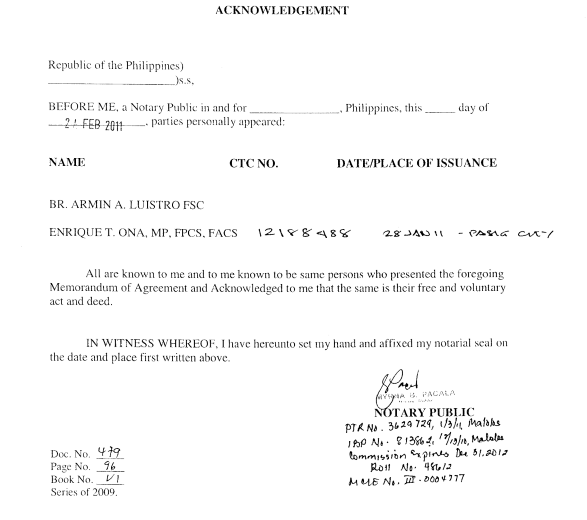 ACKNOWLEDGEMENT
Republic of the Philippines)
____________________)s.s.
BEFORE ME, a Notary Public in and for ______________, Philippines, this _____ day of
21 FEB 2011, parties personally appeared:
NAME CTC NO. DATE/PLACE OF ISSUANCE
BR. ARMIN A. LUISTRO FSC
ENRIQUE T. ONA, MP, FPCS, FACS 12188488 28 JAN 11 - PASIG CITY
All are known to me and to me known to be same persons who presented the foregoing
Memorandum of Agreement and Acknowledged to me that the same is their free and voluntary
act and deed.
IN WITNESS WHEREOF, I have hereunto set my hand and affixed my notarial seal on
the date and place first written above.
B. PAGALA
NOTARY PUBLIC
PTR No. 3629729, 1/3/11, Malolos
IBP No. 813862, 12/13/10, Malolos
Commission Expires Dec 31, 2012
Roll No. 48612
MCLE No. III-0004777
Doc. No. 479
Page No. 96
Book No. VI
Series of 2009.